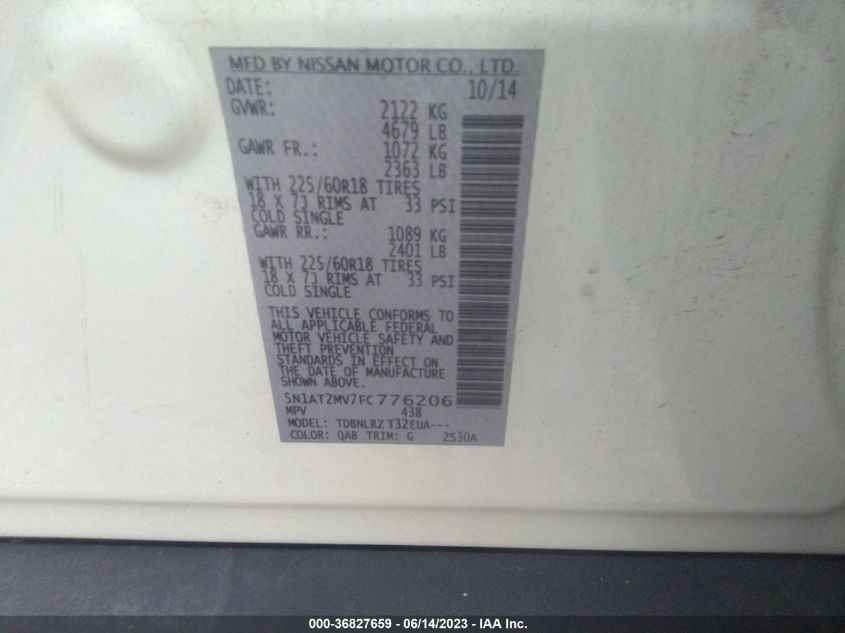 MFD BY NISSAN MOTOR CO., LTD.
DATE: 10/14
GVWR: 2122 KG
4679 LB
GAWR FR.: 1072 KG
2363 LB
WITH 225/60R18 TIRES
18 X 7J RIMS AT 33 PSI
COLD SINGLE
GAWR RR.: 1089 KG
2401 LB
WITH 225/60R18 TIRES
18 X 7J RIMS AT 33 PSI
COLD SINGLE
THIS VEHICLE CONFORMS TO
ALL APPLICABLE FEDERAL
MOTOR VEHICLE SAFETY AND
THEFT PREVENTION
STANDARDS IN EFFECT ON
THE DATE OF MANUFACTURE
SHOWN ABOVE.
5N1AT2MV7FC776206
MPV 438
MODEL: TDBNLRZ T32EUA---
COLOR: QAB TRIM: G 2S30A
000-36827659 - 06/14/2023 - IAA Inc.